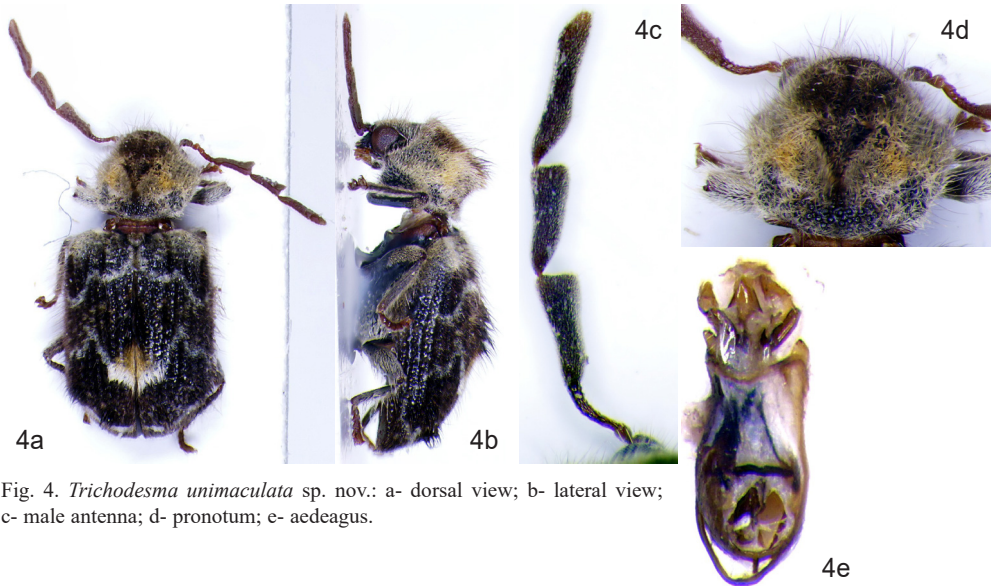 4a
4b
4c
4d
4e
Fig. 4. Trichodesma unimaculata sp. nov.: a- dorsal view; b- lateral view;
c- male antenna; d- pronotum; e- aedeagus.